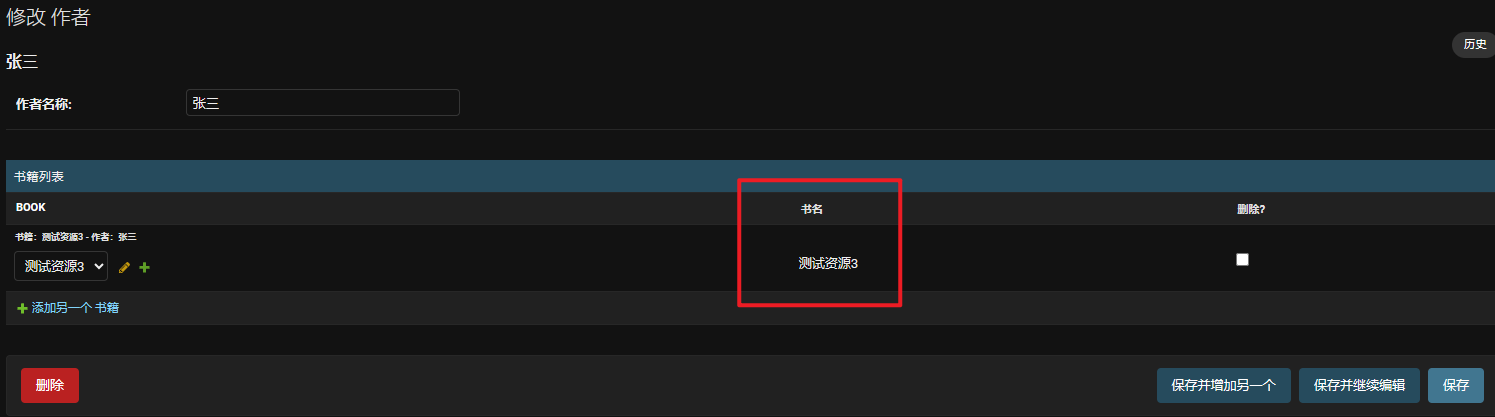 修改 作者
历史
张三
作者名称:
张三
书籍列表
BOOK 书名 删除?
书籍：测试资源3 - 作者：张三
测试资源3 测试资源3
添加另一个 书籍
删除 保存并增加另一个 保存并继续编辑 保存